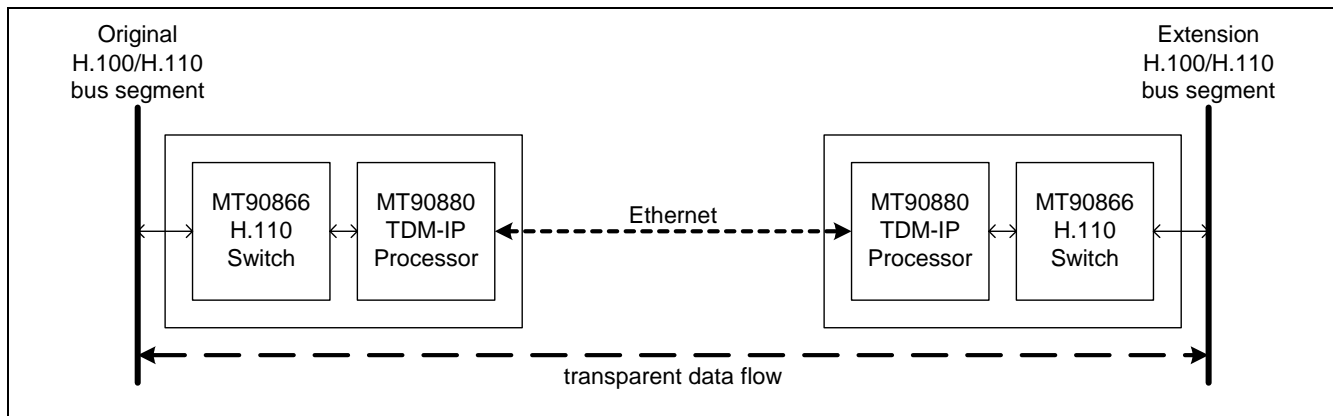 Original
H.100/H.110
bus segment
Extension
H.100/H.110
bus segment
MT90866
H.110
Switch
MT90880
TDM-IP
Processor
Ethernet
MT90880
TDM-IP
Processor
MT90866
H.110
Switch
transparent data flow